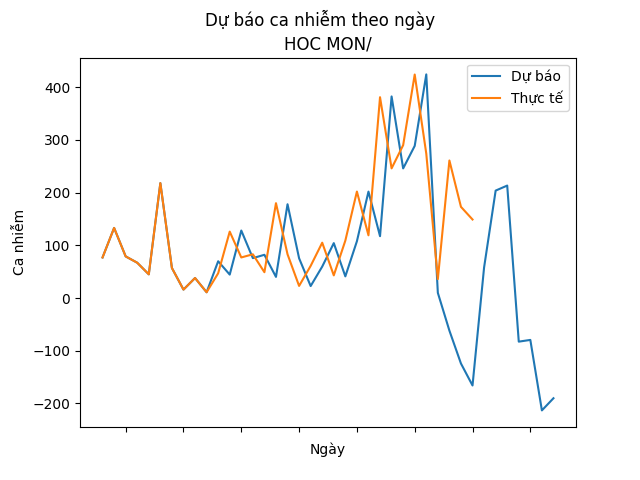 Dự báo ca nhiễm theo ngày
HOC MON/
Dự báo
Thực tế
400
300
200
100
0
−100
−200
Ca nhiễm
Ngày